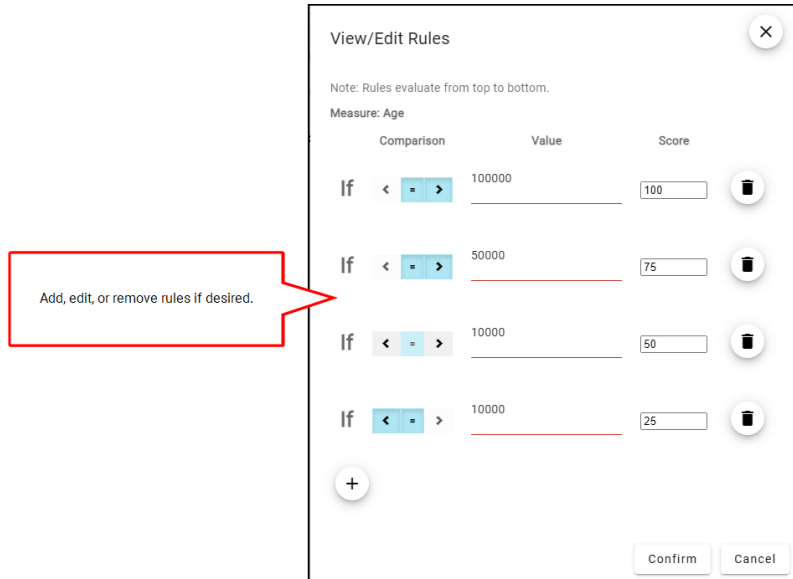 View/Edit Rules
Note: Rules evaluate from top to bottom.
Measure: Age
Comparison Value Score
If < = > 100000 100
If < = > 50000 75
Add, edit, or remove rules if desired.
If < = > 10000 50
If < = > 10000 25
+
Confirm Cancel